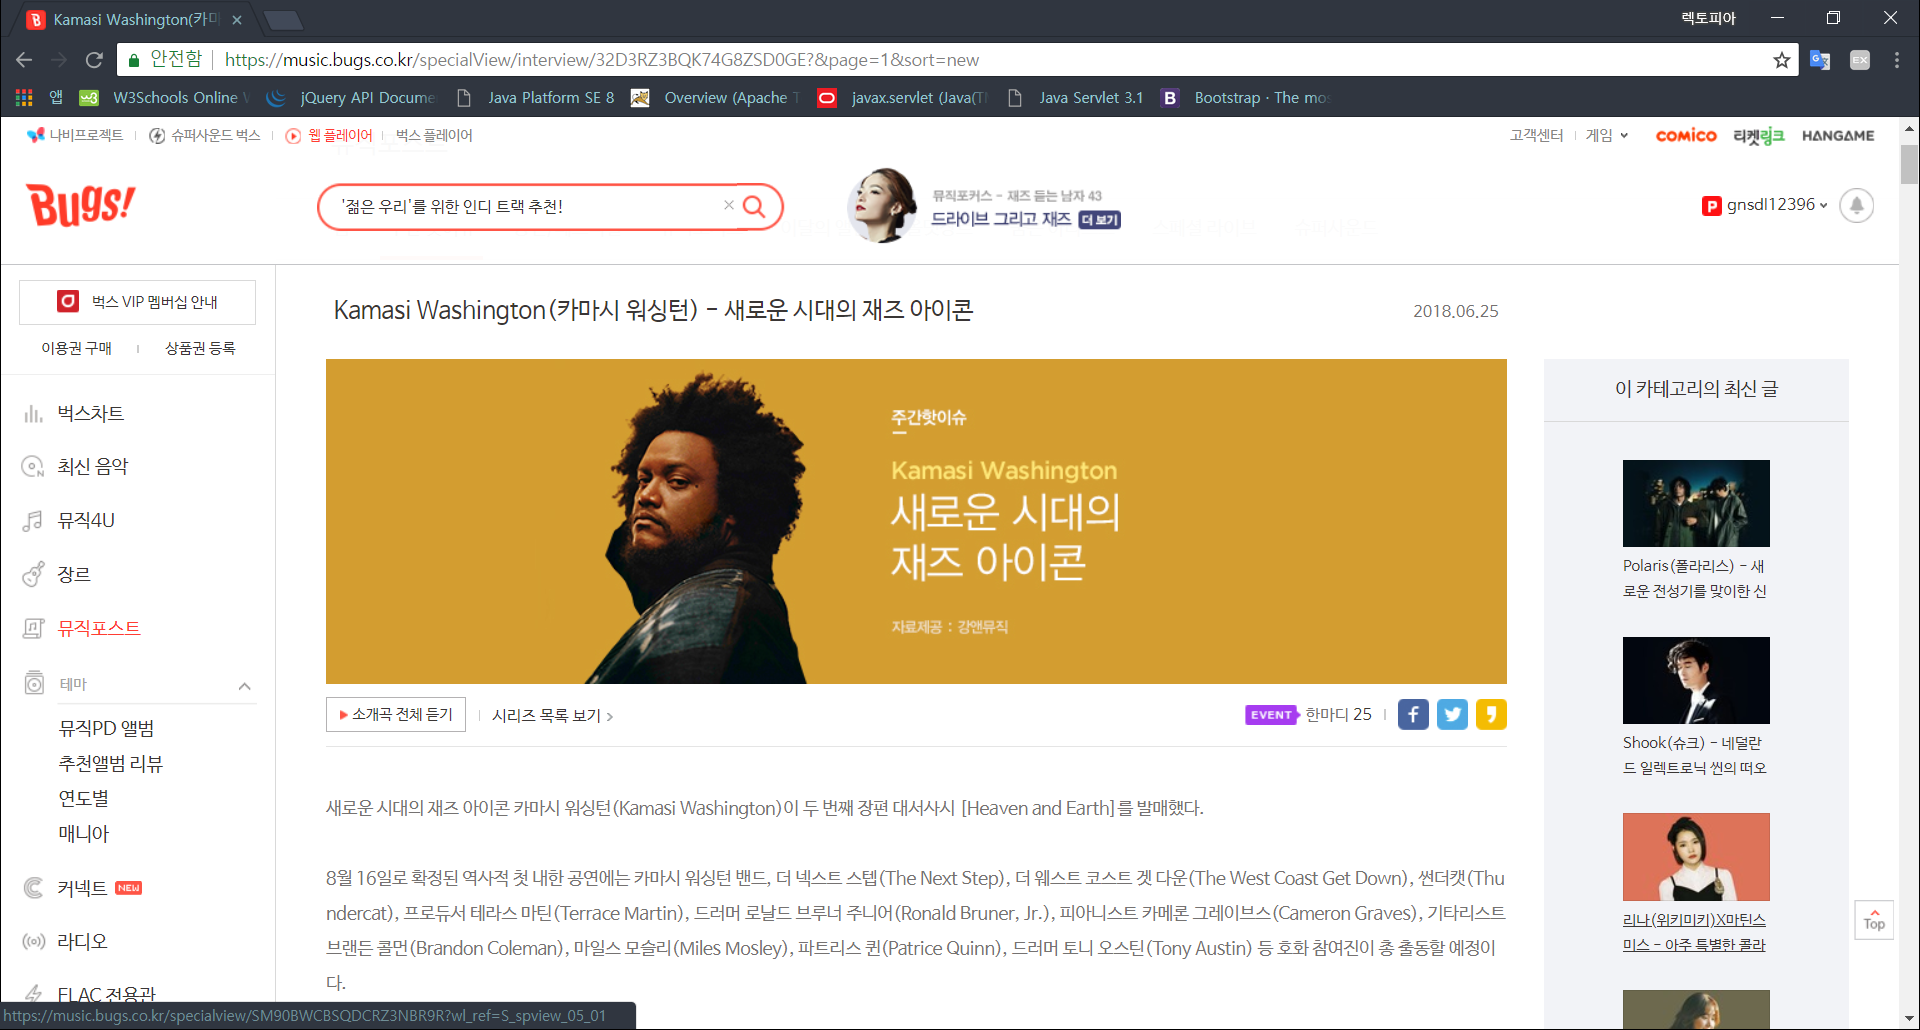 Kamasi Washington(카마
렉토피아
안전함
https://music.bugs.co.kr/specialView/interview/32D3RZ3BQK74G8ZSD0GE?&page=1&sort=new
앱
W3Schools Online
jQuery API Docume
Java Platform SE 8
Overview (Apache T
javax.servlet (Java(T
Java Servlet 3.1
Bootstrap · The mos
나비프로젝트
슈퍼사운드 벅스
웹 플레이어
벅스 플레이어
고객센터
게임
COMICO
티켓링크
HANGAME
Bugs!
'젊은 우리'를 위한 인디 트랙 추천!
뮤직포커스 - 재즈 듣는 남자 43
드라이브 그리고 재즈 더 보기
gnsdl12396
벅스 VIP 멤버십 안내
이용권 구매
상품권 등록
벅스차트
최신 음악
뮤직4U
장르
뮤직포스트
테마
뮤직PD 앨범
추천앨범 리뷰
연도별
매니아
커넥트 NEW
라디오
FLAC 전용관
Kamasi Washington(카마시 워싱턴) - 새로운 시대의 재즈 아이콘
2018.06.25
주간핫이슈
Kamasi Washington
새로운 시대의
재즈 아이콘
자료제공 : 강앤뮤직
소개곡 전체 듣기
시리즈 목록 보기
EVENT 한마디 25
새로운 시대의 재즈 아이콘 카마시 워싱턴(Kamasi Washington)이 두 번째 장편 대서사시 [Heaven and Earth]를 발매했다.
8월 16일로 확정된 역사적 첫 내한 공연에는 카마시 워싱턴 밴드, 더 넥스트 스텝(The Next Step), 더 웨스트 코스트 겟 다운(The West Coast Get Down), 썬더캣(Thu
ndercat), 프로듀서 테라스 마틴(Terrace Martin), 드러머 로날드 브루너 주니어(Ronald Bruner, Jr.), 피아니스트 카메론 그레이브스(Cameron Graves), 기타리스트
브랜든 콜먼(Brandon Coleman), 마일스 모슬리(Miles Mosley), 파트리스 퀸(Patrice Quinn), 드러머 토니 오스틴(Tony Austin) 등 호화 참여진이 총 출동할 예정이
다.
이 카테고리의 최신 글
Polaris(폴라리스) - 새
로운 전성기를 맞이한 신
Shook(슈크) - 네덜란
드 일렉트로닉 씬의 떠오
리나(위키미키)X마틴스
미스 - 아주 특별한 콜라
Top
https://music.bugs.co.kr/specialview/SM90BWCBSQDCRZ3NBR9R?wl_ref=S_spview_05_01